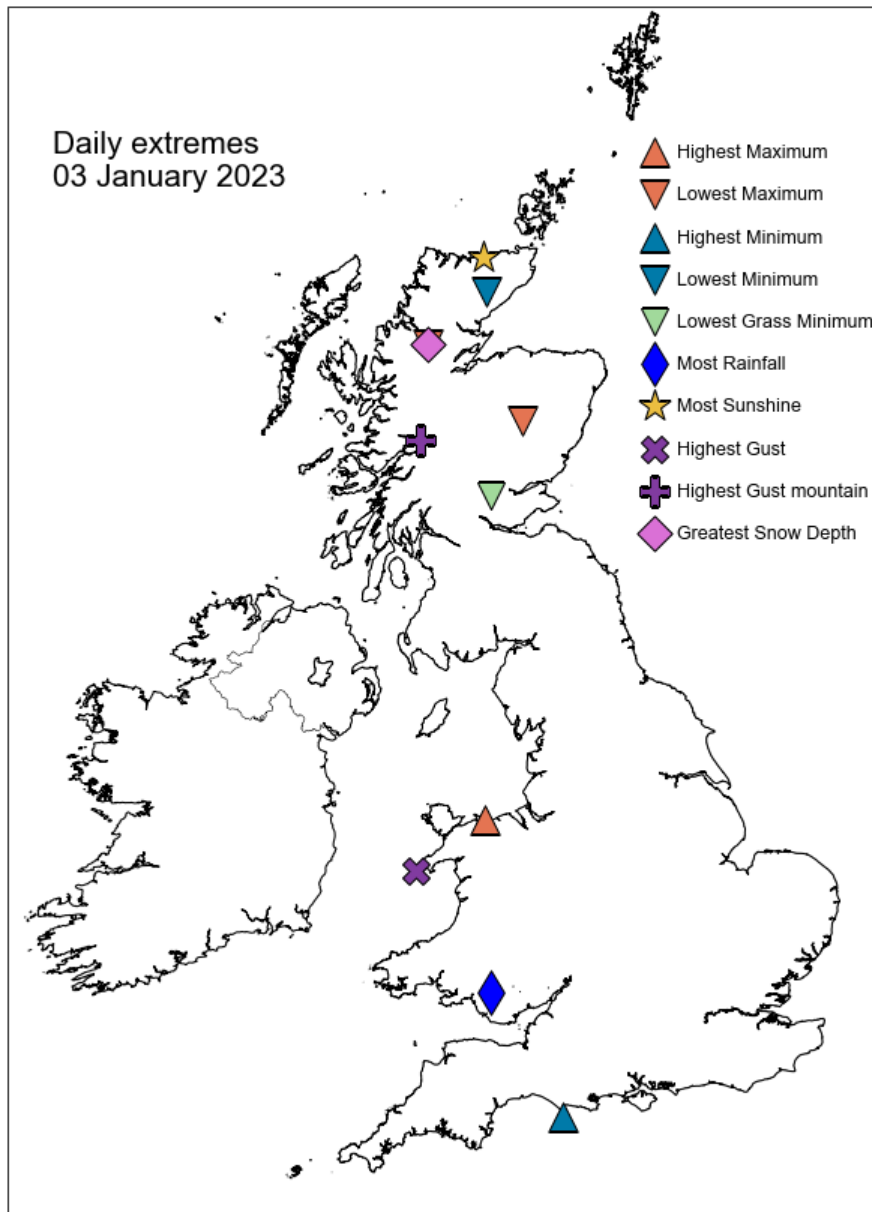 Daily extremes
03 January 2023
Highest Maximum
Lowest Maximum
Highest Minimum
Lowest Minimum
Lowest Grass Minimum
Most Rainfall
Most Sunshine
Highest Gust
Highest Gust mountain
Greatest Snow Depth